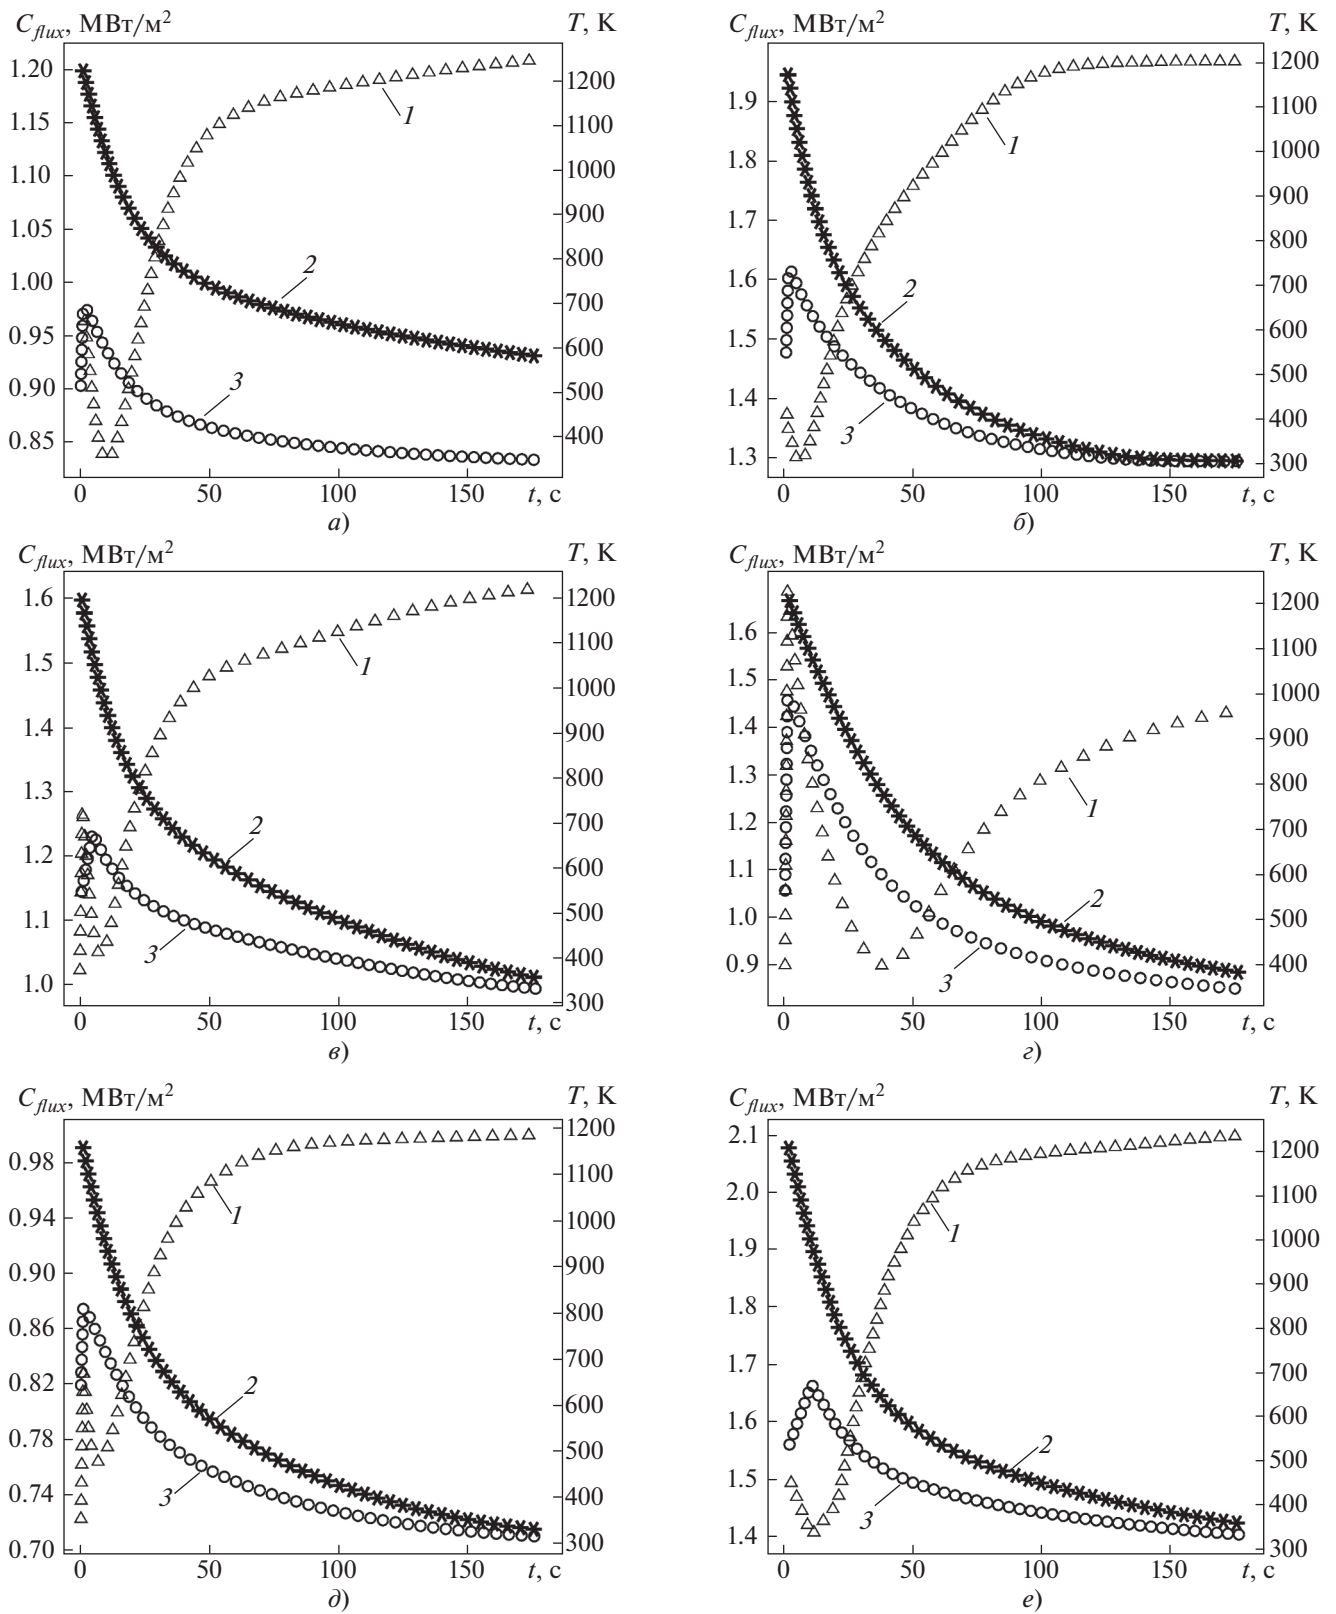 C_flux, МВт/м² T, К C_flux, МВт/м² T, К
1.20 1.15 1.10 1.05 1.00 0.95 0.90 0.85
1200 1100 1000 900 800 700 600 500 400
1 2 3
0 50 100 150 t, с
а)
1.9 1.8 1.7 1.6 1.5 1.4 1.3
1200 1100 1000 900 800 700 600 500 400 300
1 2 3
0 50 100 150 t, с
б)
C_flux, МВт/м² T, К C_flux, МВт/м² T, К
1.6 1.5 1.4 1.3 1.2 1.1 1.0
1200 1100 1000 900 800 700 600 500 400 300
1 2 3
0 50 100 150 t, с
в)
1.6 1.5 1.4 1.3 1.2 1.1 1.0 0.9
1200 1100 1000 900 800 700 600 500 400
1 2 3
0 50 100 150 t, с
г)
C_flux, МВт/м² T, К C_flux, МВт/м² T, К
0.98 0.94 0.90 0.86 0.82 0.78 0.74 0.70
1200 1100 1000 900 800 700 600 500 400 300
1 2 3
0 50 100 150 t, с
д)
2.1 2.0 1.9 1.8 1.7 1.6 1.5 1.4
1200 1100 1000 900 800 700 600 500 400 300
1 2 3
0 50 100 150 t, с
е)